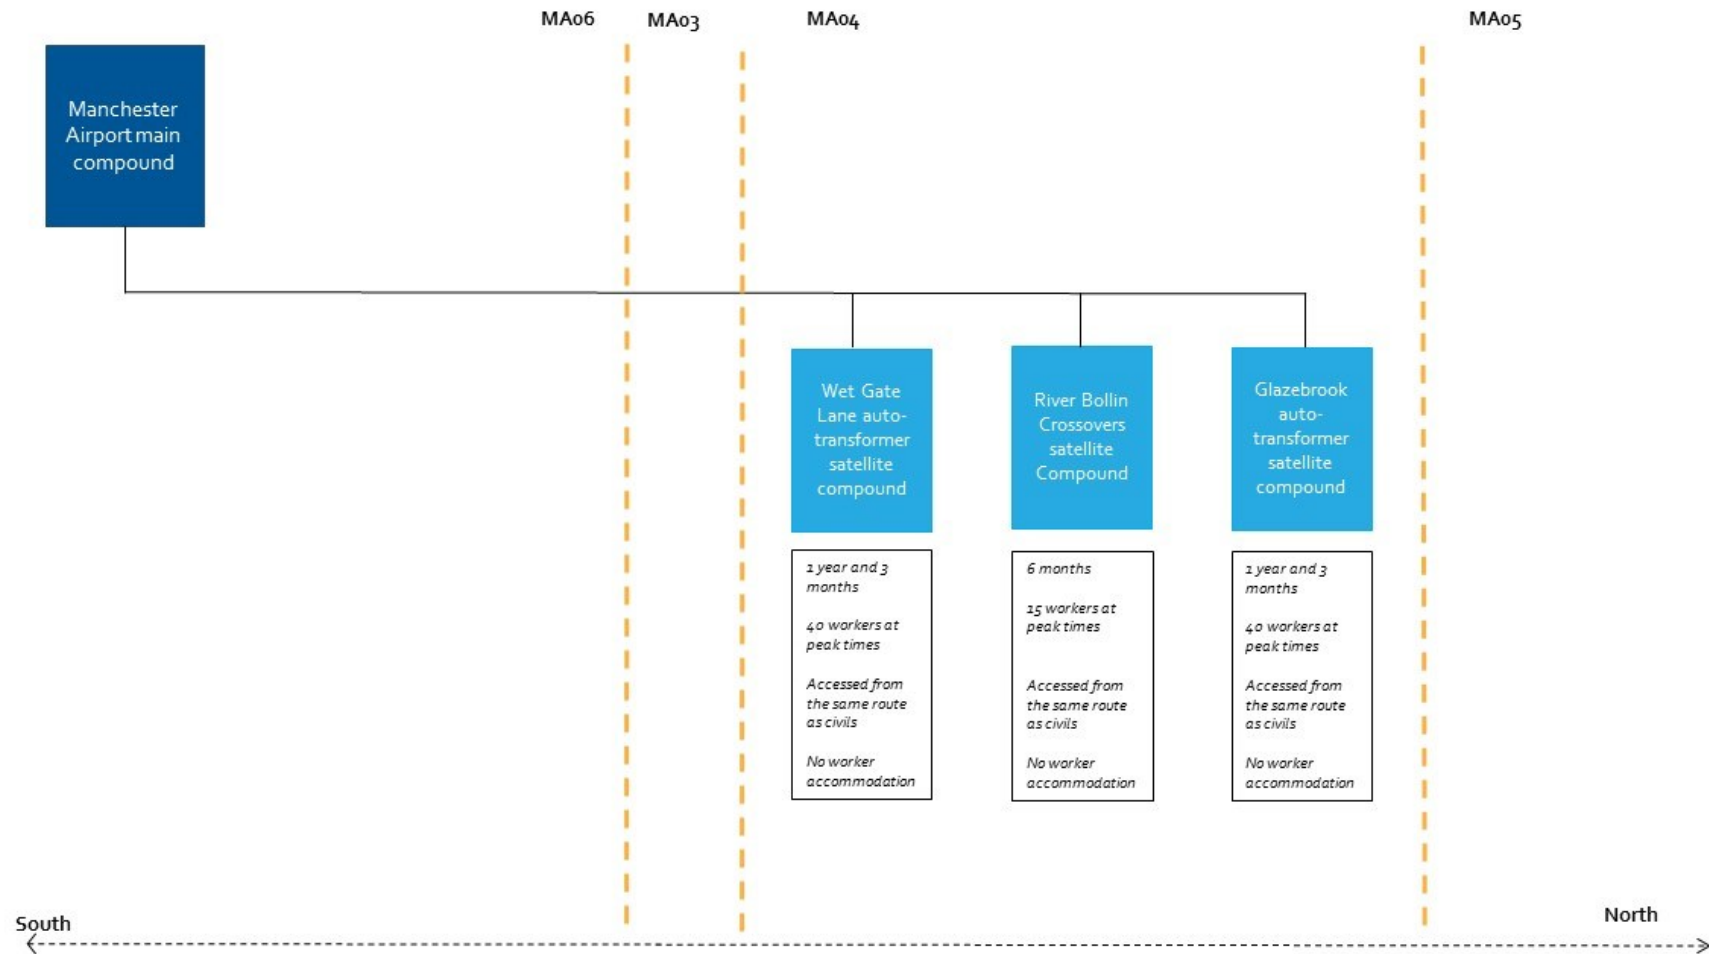 MA06
MA03
MA04
MA05
Manchester
Airport main
compound
Wet Gate
Lane auto-
transformer
satellite
compound
River Bollin
Crossovers
satellite
Compound
Glazebrook
auto-
transformer
satellite
compound
1 year and 3
months
40 workers at
peak times
Accessed from
the same route
as civils
No worker
accommodation
6 months
15 workers at
peak times
Accessed from
the same route
as civils
No worker
accommodation
1 year and 3
months
40 workers at
peak times
Accessed from
the same route
as civils
No worker
accommodation
South
North